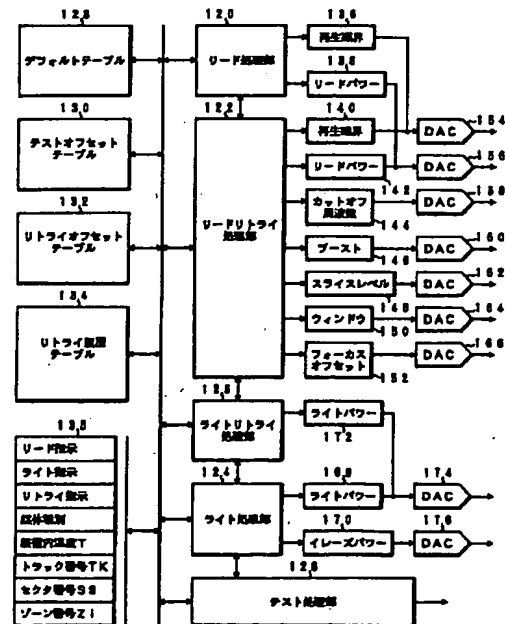 128
デフォルトテーブル
130
テストオフセット
テーブル
132
リトライオフセット
テーブル
134
リトライ履歴
テーブル
135
リード指示
ライト指示
リトライ指示
媒体種別
装置内温度T
トラック番号TK
セクタ番号SS
ゾーン番号Zi
120
リード処理部
122
リードリトライ
処理部
125
ライトリトライ
処理部
124
ライト処理部
126
テスト処理部
136
再生磁界
138
リードパワー
140
再生磁界
リードパワー
142
カットオフ
周波数
144
ブースト
146
スライスレベル
148
ウィンドウ
150
フォーカス
オフセット
152
ライトパワー
172
168
ライトパワー
170
イレーズパワー
154
DAC
156
DAC
158
DAC
160
DAC
162
DAC
164
DAC
166
DAC
174
DAC
176
DAC